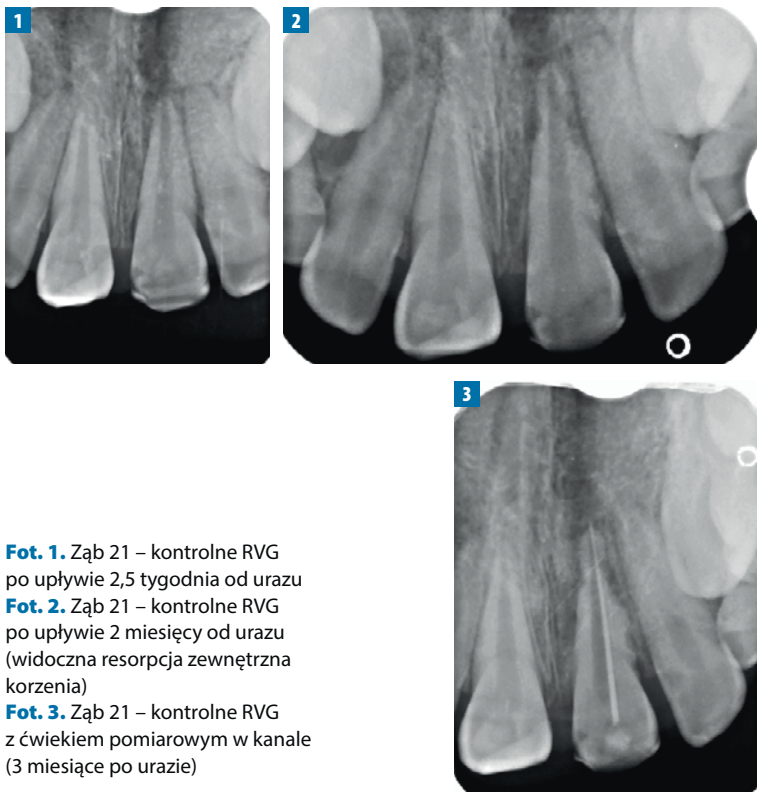 1
2
3
Fot. 1. Ząb 21 – kontrolne RVG
po upływie 2,5 tygodnia od urazu
Fot. 2. Ząb 21 – kontrolne RVG
po upływie 2 miesięcy od urazu
(widoczna resorpcja zewnętrzna
korzenia)
Fot. 3. Ząb 21 – kontrolne RVG
z ćwiekiem pomiarowym w kanale
(3 miesiące po urazie)